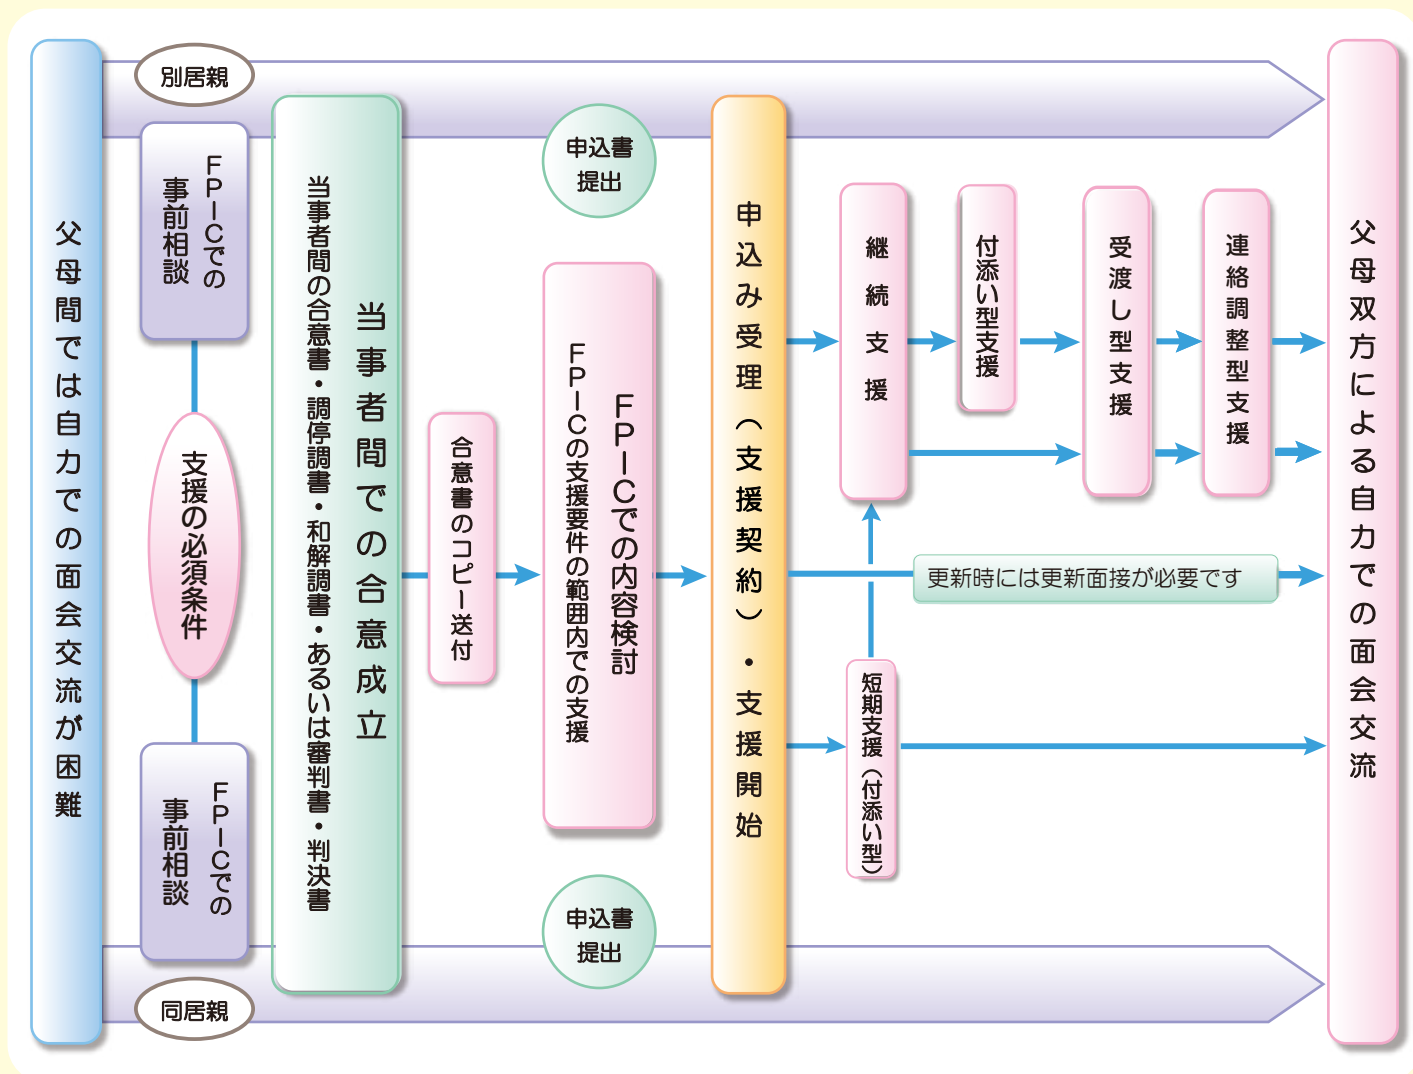 父母間では自力での面会交流が困難
別居親
FPICでの
事前相談
支援の必須条件
FPICでの
事前相談
同居親
当事者間での合意成立
当事者間の合意書・調停調書・和解調書・あるいは審判書・判決書
合意書のコピー送付
申込書
提出
FPICでの内容検討
FPICの支援要件の範囲内での支援
申込書
提出
申込み受理(支援契約)・支援開始
継続支援
付添い型支援
受渡し型支援
連絡調整型支援
更新時には更新面接が必要です
短期支援(付添い型)
父母双方による自力での面会交流